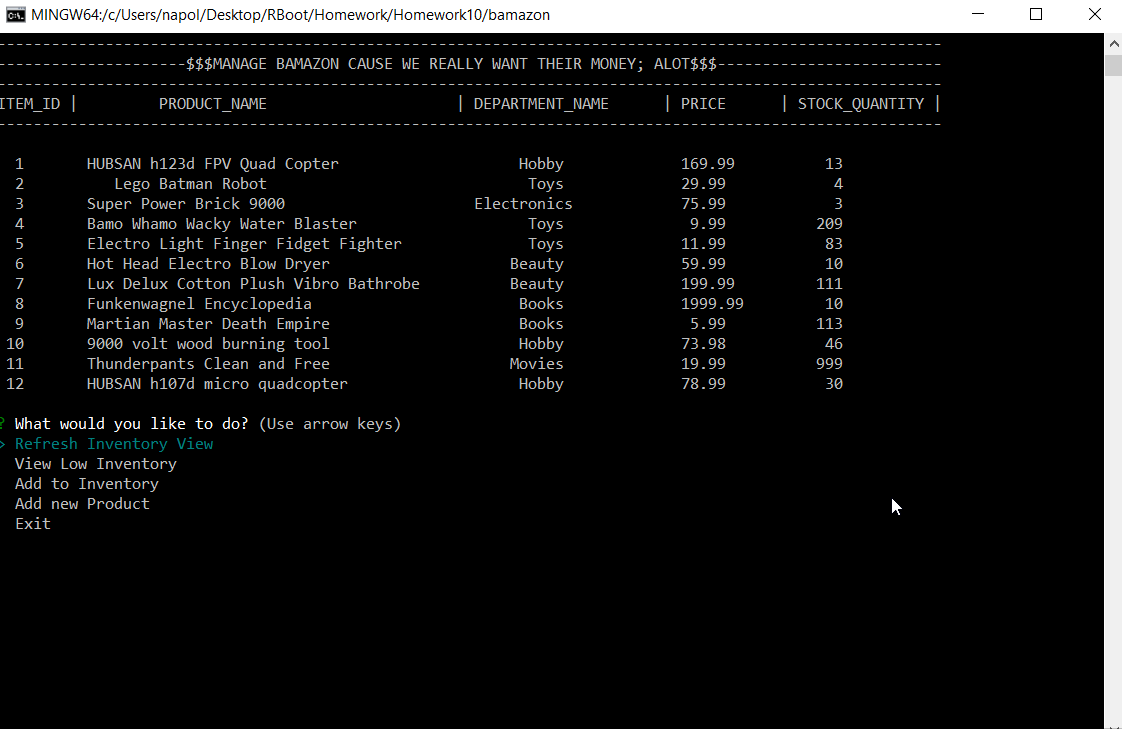 MINGW64:/c/Users/napol/Desktop/RBoot/Homework/Homework10/bamazon
---------------------------------------------------------------------------------------------------------
---------------------$$$MANAGE BAMAZON CAUSE WE REALLY WANT THEIR MONEY; ALOT$$$-------------------------
---------------------------------------------------------------------------------------------------------
ITEM_ID | PRODUCT_NAME | DEPARTMENT_NAME | PRICE | STOCK_QUANTITY |
---------------------------------------------------------------------------------------------------------
1 HUBSAN h123d FPV Quad Copter Hobby 169.99 13
2 Lego Batman Robot Toys 29.99 4
3 Super Power Brick 9000 Electronics 75.99 3
4 Bamo Whamo Wacky Water Blaster Toys 9.99 209
5 Electro Light Finger Fidget Fighter Toys 11.99 83
6 Hot Head Electro Blow Dryer Beauty 59.99 10
7 Lux Delux Cotton Plush Vibro Bathrobe Beauty 199.99 111
8 Funkenwagnel Encyclopedia Books 1999.99 10
9 Martian Master Death Empire Books 5.99 113
10 9000 volt wood burning tool Hobby 73.98 46
11 Thunderpants Clean and Free Movies 19.99 999
12 HUBSAN h107d micro quadcopter Hobby 78.99 30
? What would you like to do? (Use arrow keys)
> Refresh Inventory View
View Low Inventory
Add to Inventory
Add new Product
Exit